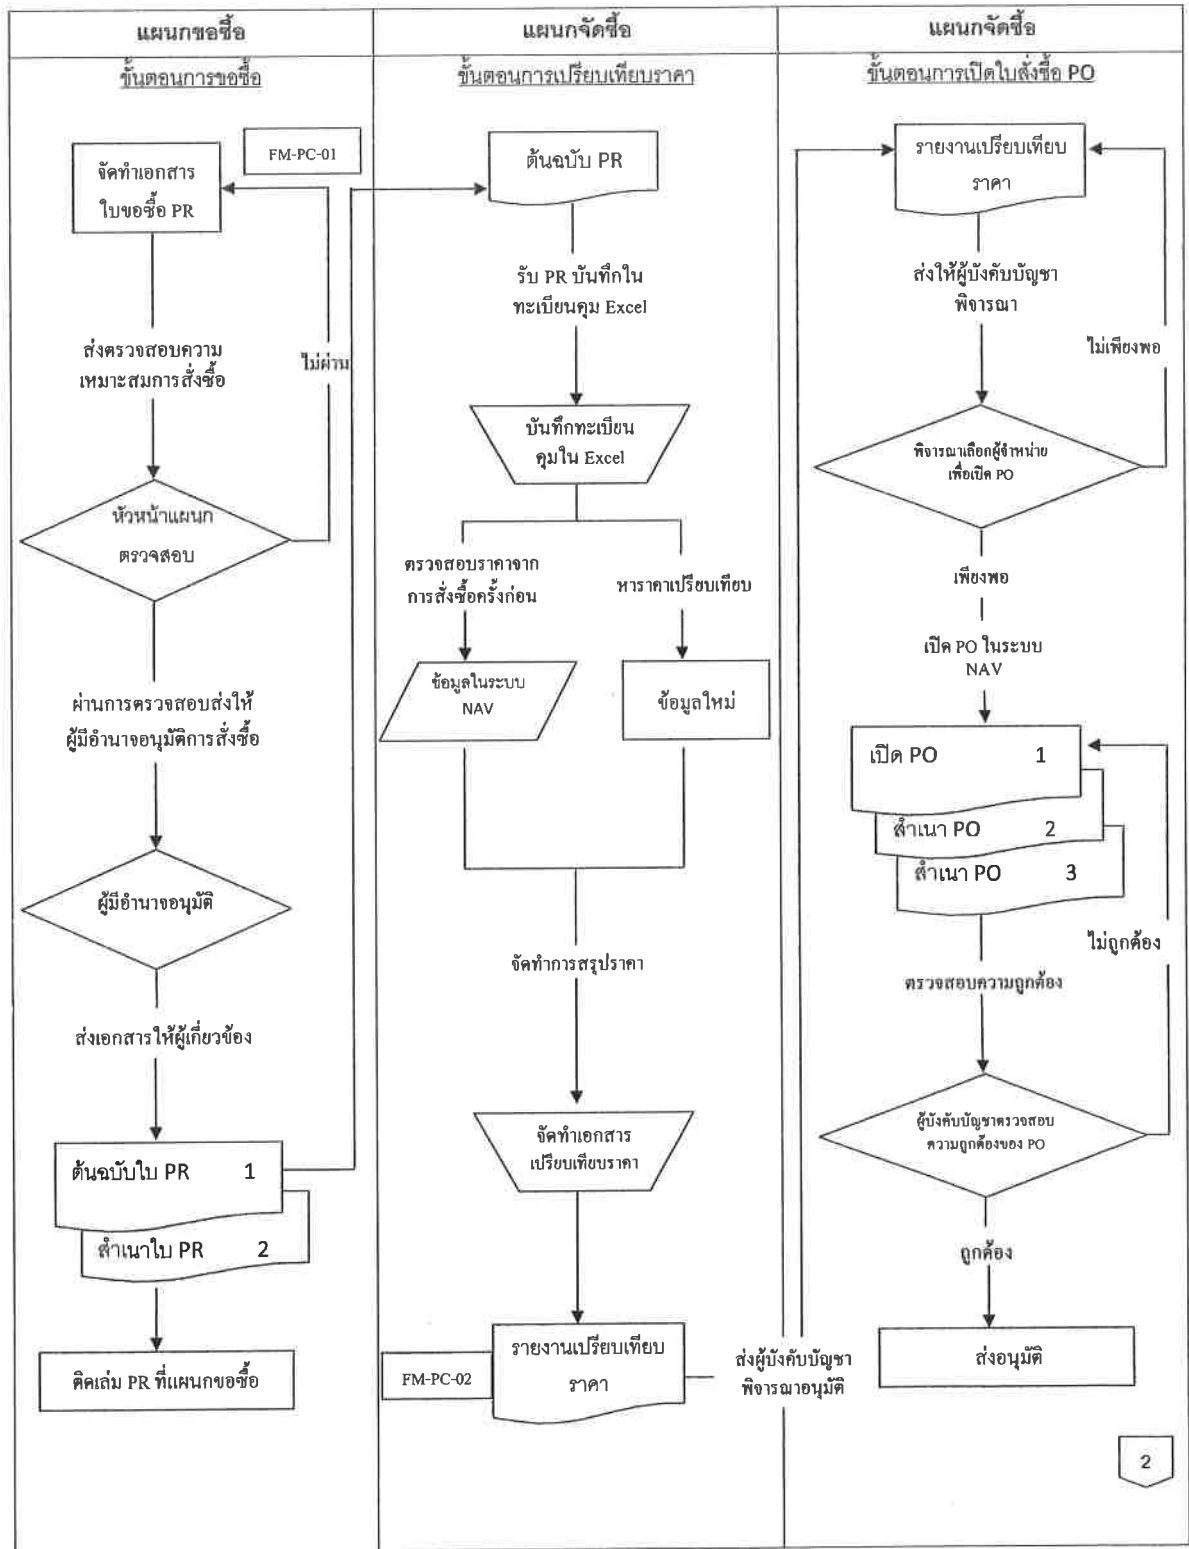 แผนกขอซื้อ
ขั้นตอนการขอซื้อ
FM-PC-01
จัดทำเอกสาร
ใบขอซื้อ PR
ส่งตรวจสอบความ
เหมาะสมการสั่งซื้อ
ไม่ผ่าน
หัวหน้าแผนก
ตรวจสอบ
ผ่านการตรวจสอบส่งให้
ผู้มีอำนาจอนุมัติการสั่งซื้อ
ผู้มีอำนาจอนุมัติ
ส่งเอกสารให้ผู้เกี่ยวข้อง
ต้นฉบับใบ PR 1
สำเนาใบ PR 2
ติดเล่ม PR ที่แผนกขอซื้อ
แผนกจัดซื้อ
ขั้นตอนการเปรียบเทียบราคา
ต้นฉบับ PR
รับ PR บันทึกใน
ทะเบียนคุม Excel
บันทึกทะเบียน
คุมใน Excel
ตรวจสอบราคาจาก
การสั่งซื้อครั้งก่อน
หาราคาเปรียบเทียบ
ข้อมูลในระบบ
NAV
ข้อมูลใหม่
จัดทำการสรุปราคา
จัดทำเอกสาร
เปรียบเทียบราคา
รายงานเปรียบเทียบ
ราคา
FM-PC-02
ส่งผู้บังคับบัญชา
พิจารณาอนุมัติ
แผนกจัดซื้อ
ขั้นตอนการเปิดใบสั่งซื้อ PO
รายงานเปรียบเทียบ
ราคา
ส่งให้ผู้บังคับบัญชา
พิจารณา
ไม่เพียงพอ
พิจารณาเลือกผู้จำหน่าย
เพื่อเปิด PO
เพียงพอ
เปิด PO ในระบบ
NAV
เปิด PO 1
สำเนา PO 2
สำเนา PO 3
ไม่ถูกต้อง
ตรวจสอบความถูกต้อง
ผู้บังคับบัญชาตรวจสอบ
ความถูกต้องของ PO
ถูกต้อง
ส่งอนุมัติ
2